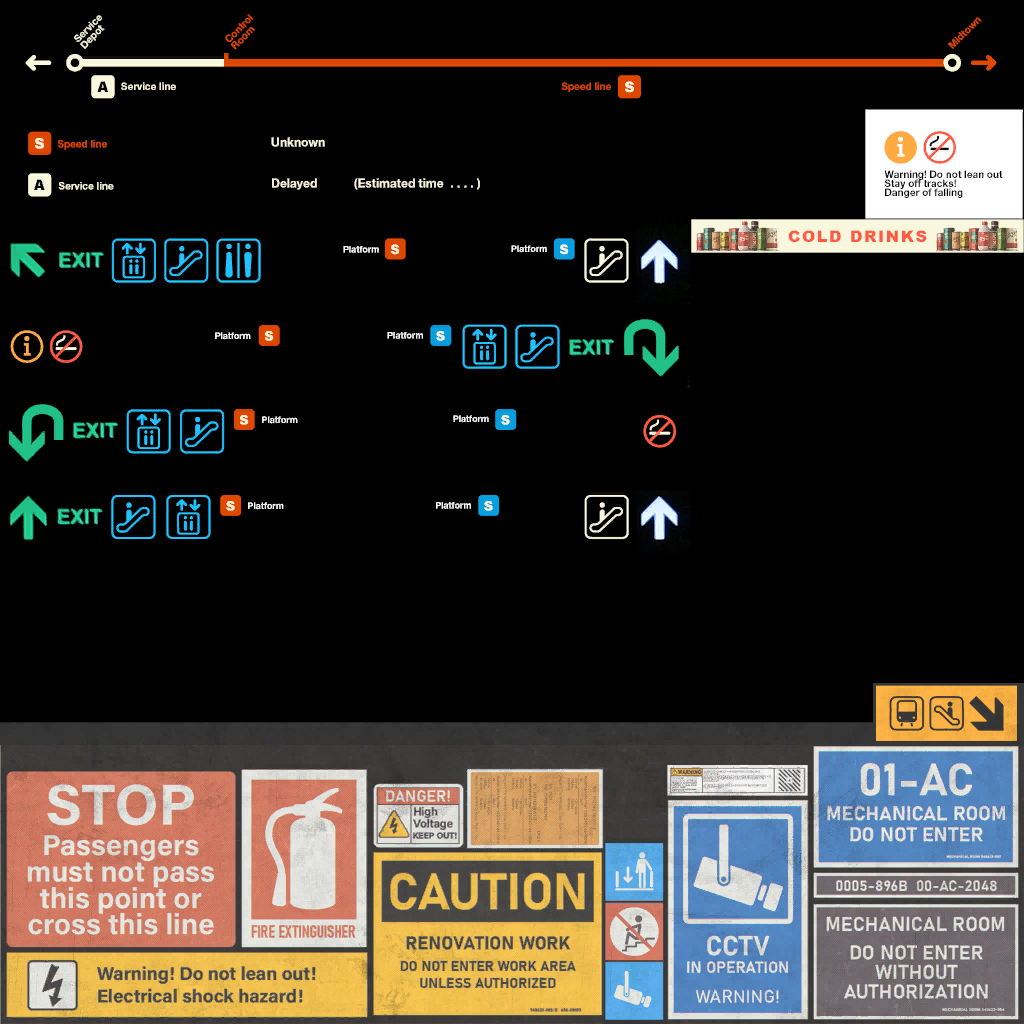 Service
Depot
Control
Room
Midtown
A Service line
Speed line S
S Speed line
Unknown
A Service line
Delayed (Estimated time . . . . )
i
Warning! Do not lean out
Stay off tracks!
Danger of falling
COLD DRINKS
EXIT
Platform S
Platform S
i
Platform S
Platform S
EXIT
EXIT
S Platform
Platform S
EXIT
S Platform
Platform S
STOP
Passengers
must not pass
this point or
cross this line
FIRE EXTINGUISHER
Warning! Do not lean out!
Electrical shock hazard!
DANGER!
High
Voltage
KEEP OUT!
CAUTION
RENOVATION WORK
DO NOT ENTER WORK AREA
UNLESS AUTHORIZED
WARNING
CCTV
IN OPERATION
WARNING!
01-AC
MECHANICAL ROOM
DO NOT ENTER
0005-896B 00-AC-2048
MECHANICAL ROOM
DO NOT ENTER
WITHOUT
AUTHORIZATION